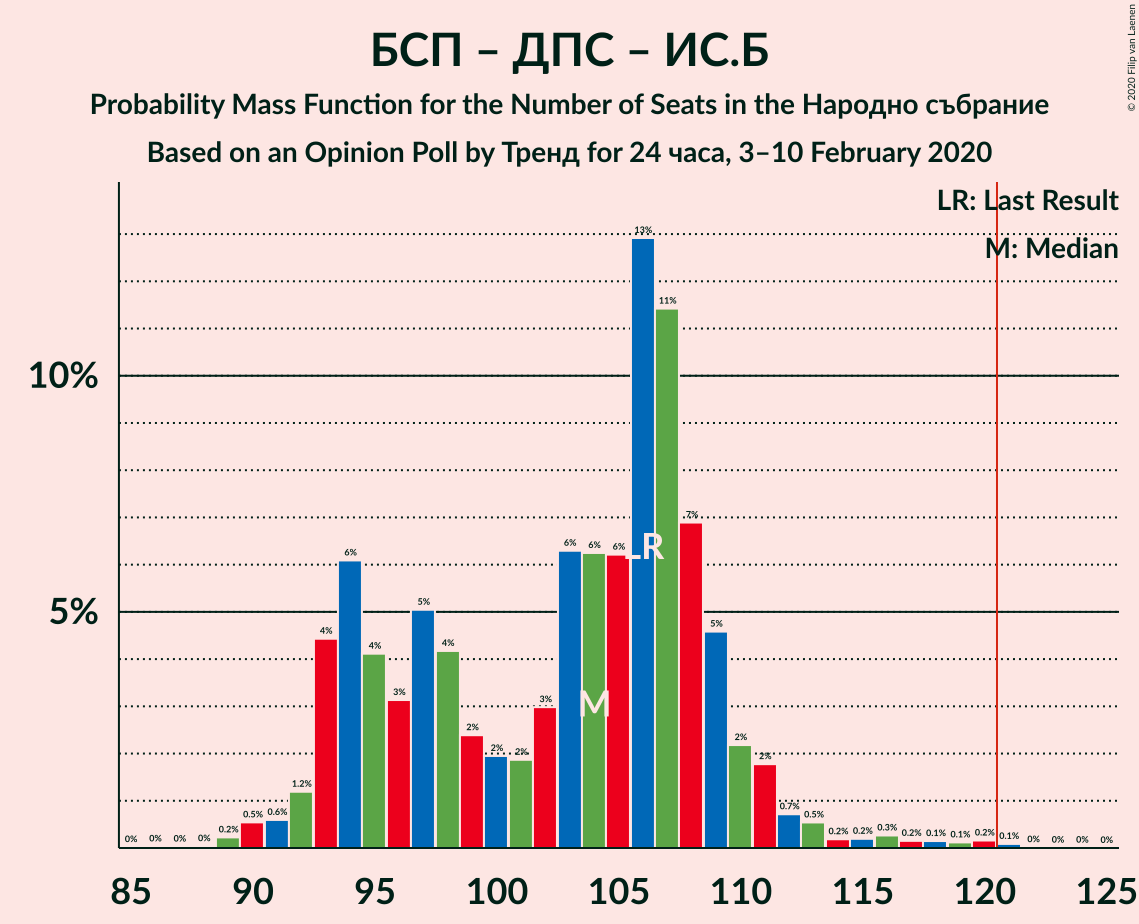 БСП – ДПС – ИС.Б
Probability Mass Function for the Number of Seats in the Народно събрание
Based on an Opinion Poll by Тренд for 24 часа, 3–10 February 2020
© 2020 Filip van Laenen
LR: Last Result
M: Median
10%
5%
0% 0% 0% 0% 0.2% 0.5% 0.6% 1.2% 4% 6% 4% 3% 5% 4% 2% 2% 2% 3% 6% 6% 6% 13% 11% 7% 5% 2% 2% 0.7% 0.5% 0.2% 0.2% 0.3% 0.2% 0.1% 0.1% 0.2% 0.1% 0% 0% 0% 0%
LR
M
85 90 95 100 105 110 115 120 125